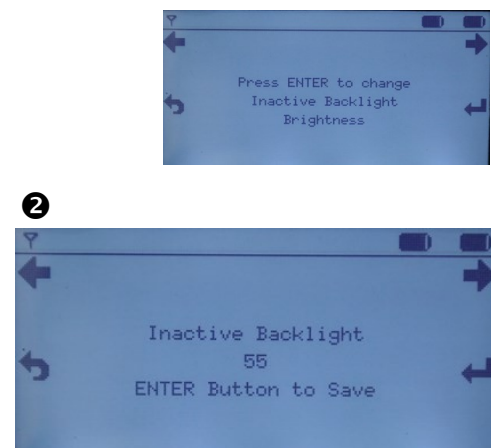 Press ENTER to change
Inactive Backlight
Brightness
2
Inactive Backlight
55
ENTER Button to Save